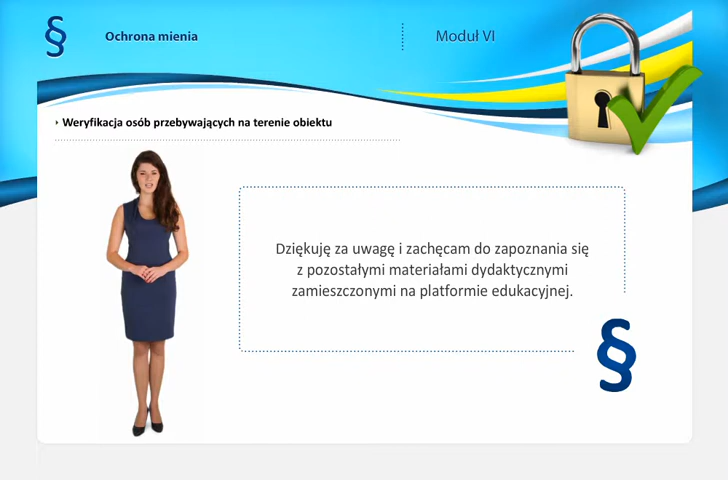 § Ochrona mienia
Moduł VI
Weryfikacja osób przebywających na terenie obiektu
Dziękuję za uwagę i zachęcam do zapoznania się
z pozostałymi materiałami dydaktycznymi
zamieszczonymi na platformie edukacyjnej.
§